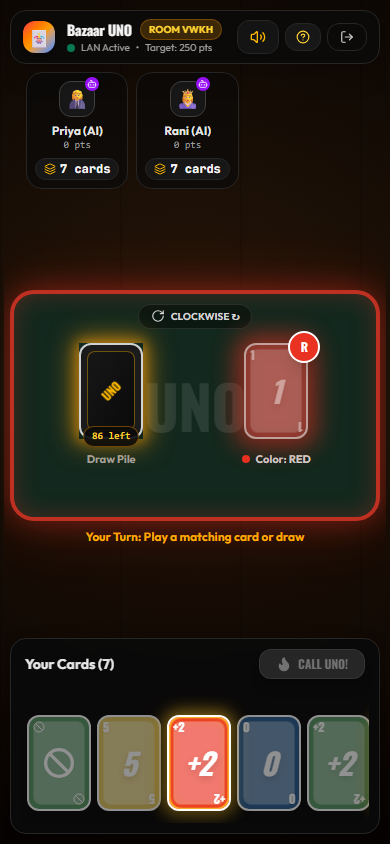 Bazaar UNO
ROOM VWKH
LAN Active • Target: 250 pts
Priya (AI)
0 pts
7 cards
Rani (AI)
0 pts
7 cards
CLOCKWISE ↻
UNO
UNO
86 left
Draw Pile
1
1
1
R
Color: RED
Your Turn: Play a matching card or draw
Your Cards (7)
CALL UNO!
5
5
5
+2
+2
+2
0
0
0
+2
+2
+2